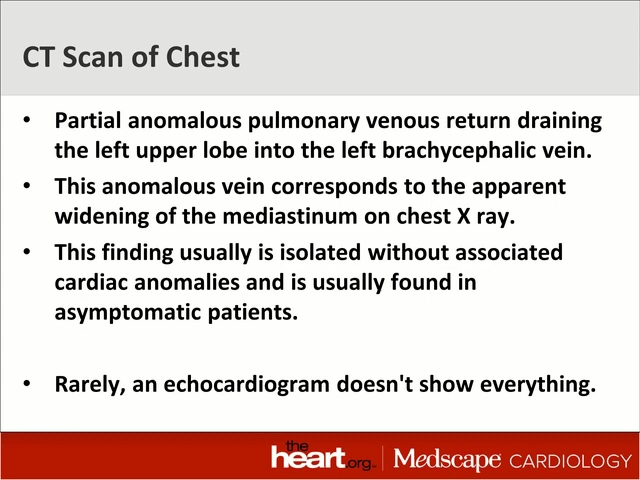 CT Scan of Chest
• Partial anomalous pulmonary venous return draining
the left upper lobe into the left brachycephalic vein.
• This anomalous vein corresponds to the apparent
widening of the mediastinum on chest X ray.
• This finding usually is isolated without associated
cardiac anomalies and is usually found in
asymptomatic patients.
• Rarely, an echocardiogram doesn't show everything.
the
heart.org | Medscape CARDIOLOGY